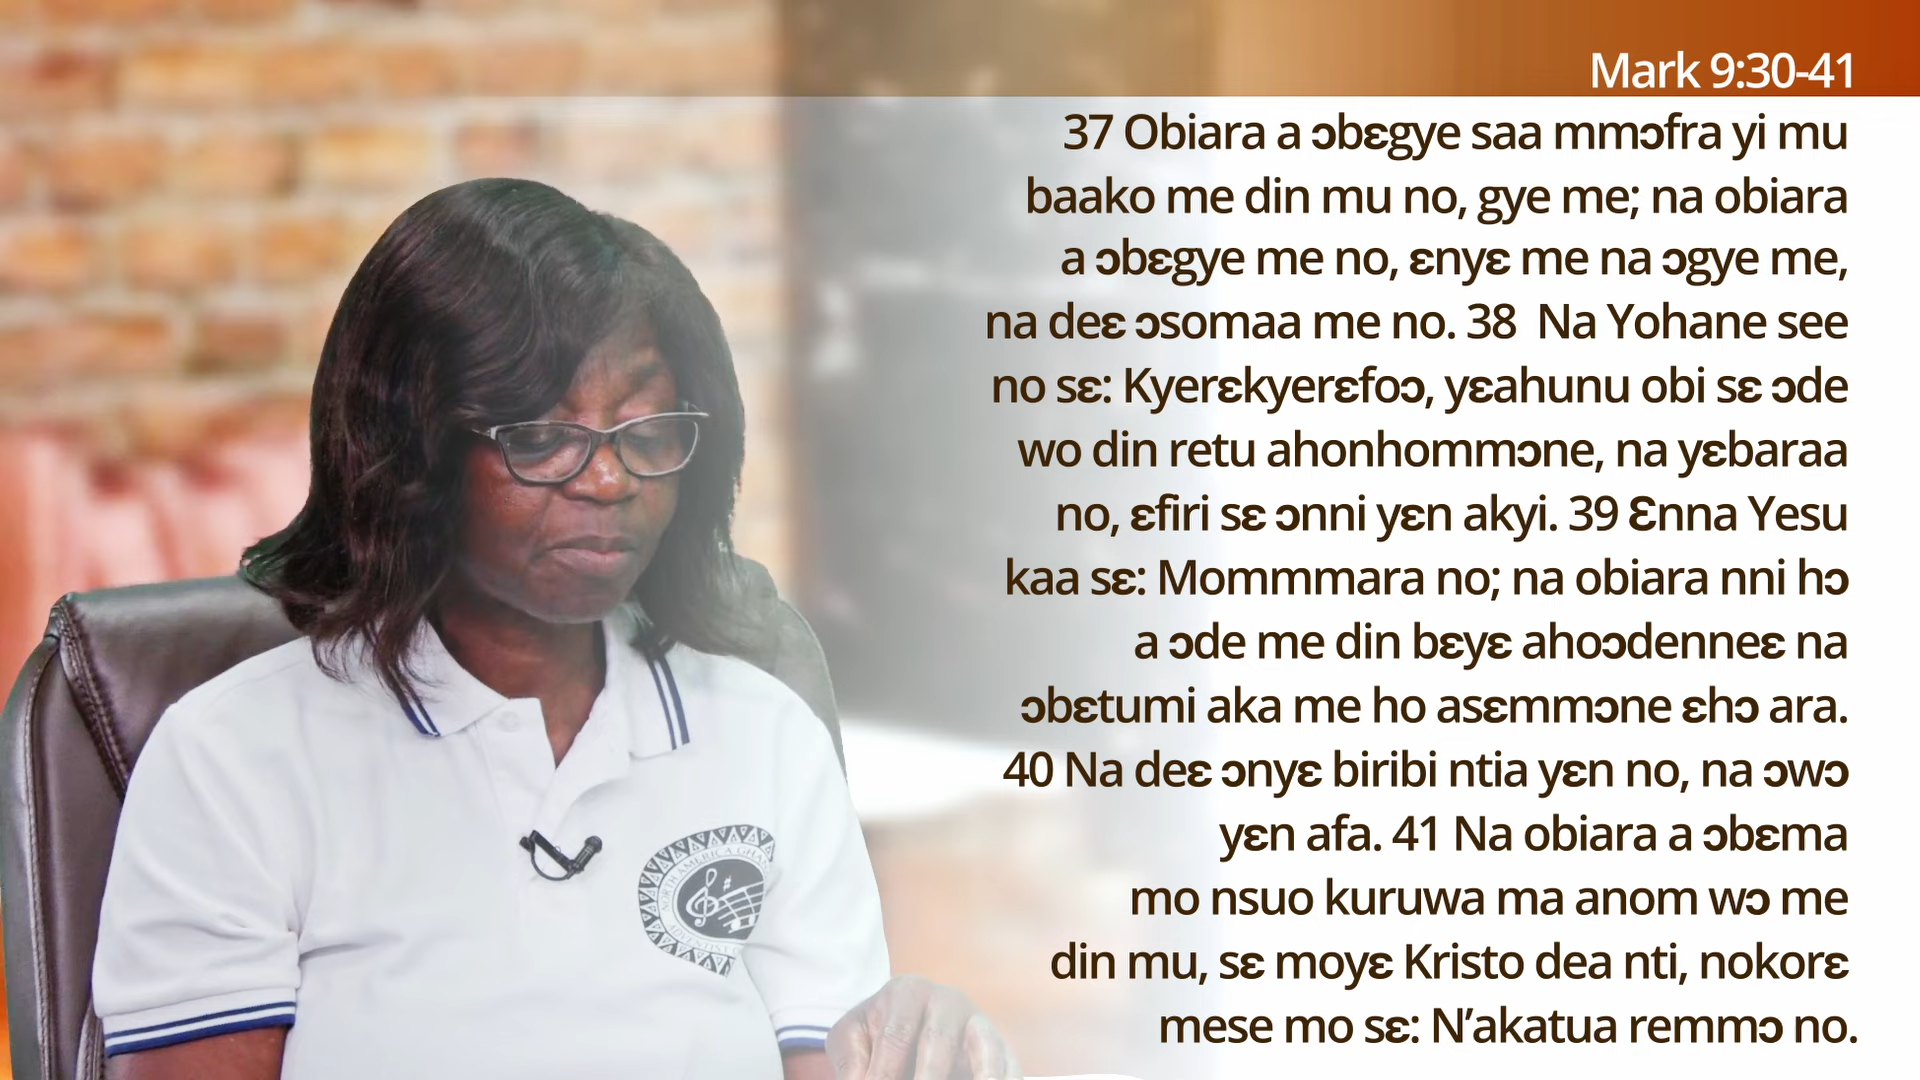 Mark 9:30-41
37 Obiara a ɔbɛgye saa mmɔfra yi mu
baako me din mu no, gye me; na obiara
a ɔbɛgye me no, ɛnyɛ me na ɔgye me,
na deɛ ɔsomaa me no. 38 Na Yohane see
no sɛ: Kyerɛkyerɛfoɔ, yɛahunu obi sɛ ɔde
wo din retu ahonhommɔne, na yɛbaraa
no, ɛfiri sɛ ɔnni yɛn akyi. 39 Ɛnna Yesu
kaa sɛ: Mommmara no; na obiara nni hɔ
a ɔde me din bɛyɛ ahoɔdenneɛ na
ɔbɛtumi aka me ho asɛmmɔne ɛhɔ ara.
40 Na deɛ ɔnyɛ biribi ntia yɛn no, na ɔwɔ
yɛn afa. 41 Na obiara a ɔbɛma
mo nsuo kuruwa ma anom wɔ me
din mu, sɛ moyɛ Kristo dea nti, nokorɛ
mese mo sɛ: N’akatua remmɔ no.
NORTH AMERICA GHANA
ADVENTIST